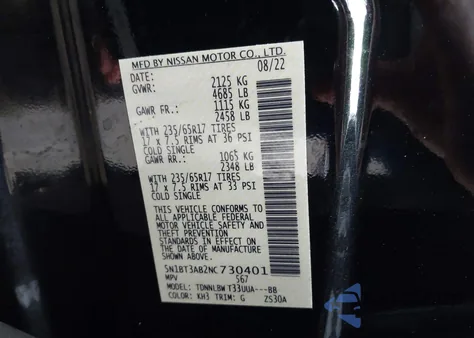 MFD BY NISSAN MOTOR CO., LTD.
DATE: 08/22
GVWR: 2125 KG
4685 LB
GAWR FR: 1115 KG
2458 LB
WITH 235/65R17 TIRES
17 x 7.5 RIMS AT 36 PSI
COLD SINGLE
GAWR RR: 1065 KG
2348 LB
WITH 235/65R17 TIRES
17 x 7.5 RIMS AT 33 PSI
COLD SINGLE
THIS VEHICLE CONFORMS TO
ALL APPLICABLE FEDERAL
MOTOR VEHICLE SAFETY AND
THEFT PREVENTION
STANDARDS IN EFFECT ON
THE DATE OF MANUFACTURE
SHOWN ABOVE.
5N1BT3AB2NC730401
MPV S67
MODEL: TDNNLBW T33UUA---BB
COLOR: KH3 TRIM: G ZS30A